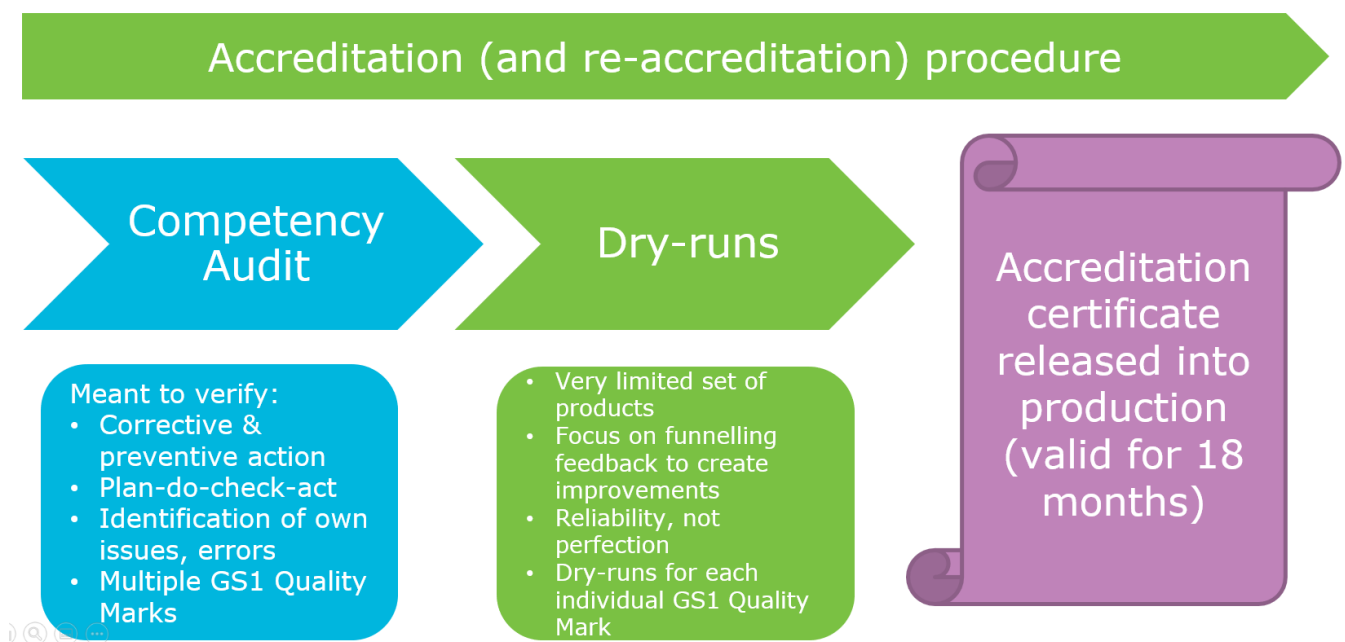 Accreditation (and re-accreditation) procedure
Competency
Audit
Dry-runs
Meant to verify:
• Corrective &
preventive action
• Plan-do-check-act
• Identification of own
issues, errors
• Multiple GS1 Quality
Marks
• Very limited set of
products
• Focus on funnelling
feedback to create
improvements
• Reliability, not
perfection
• Dry-runs for each
individual GS1 Quality
Mark
Accreditation
certificate
released into
production
(valid for 18
months)